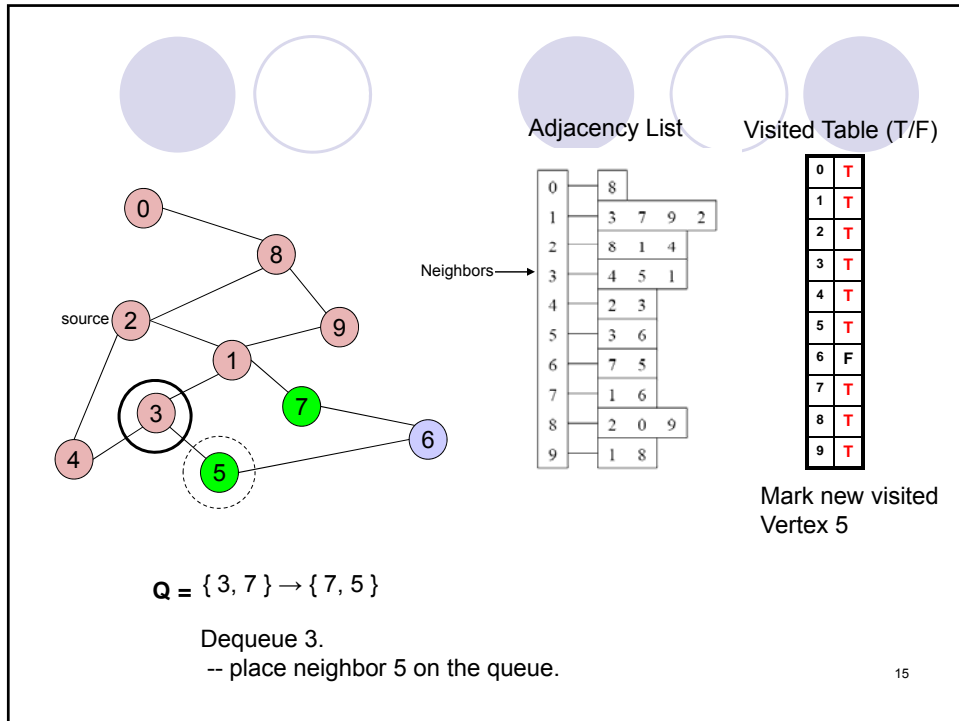 Adjacency List
Visited Table (T/F)
0
8
source
2
9
1
3
7
6
4
5
Neighbors
0 8
1 3 7 9 2
2 8 1 4
3 4 5 1
4 2 3
5 3 6
6 7 5
7 1 6
8 2 0 9
9 1 8
0 T
1 T
2 T
3 T
4 T
5 T
6 F
7 T
8 T
9 T
Mark new visited
Vertex 5
Q = { 3, 7 } → { 7, 5 }
Dequeue 3.
-- place neighbor 5 on the queue.
15